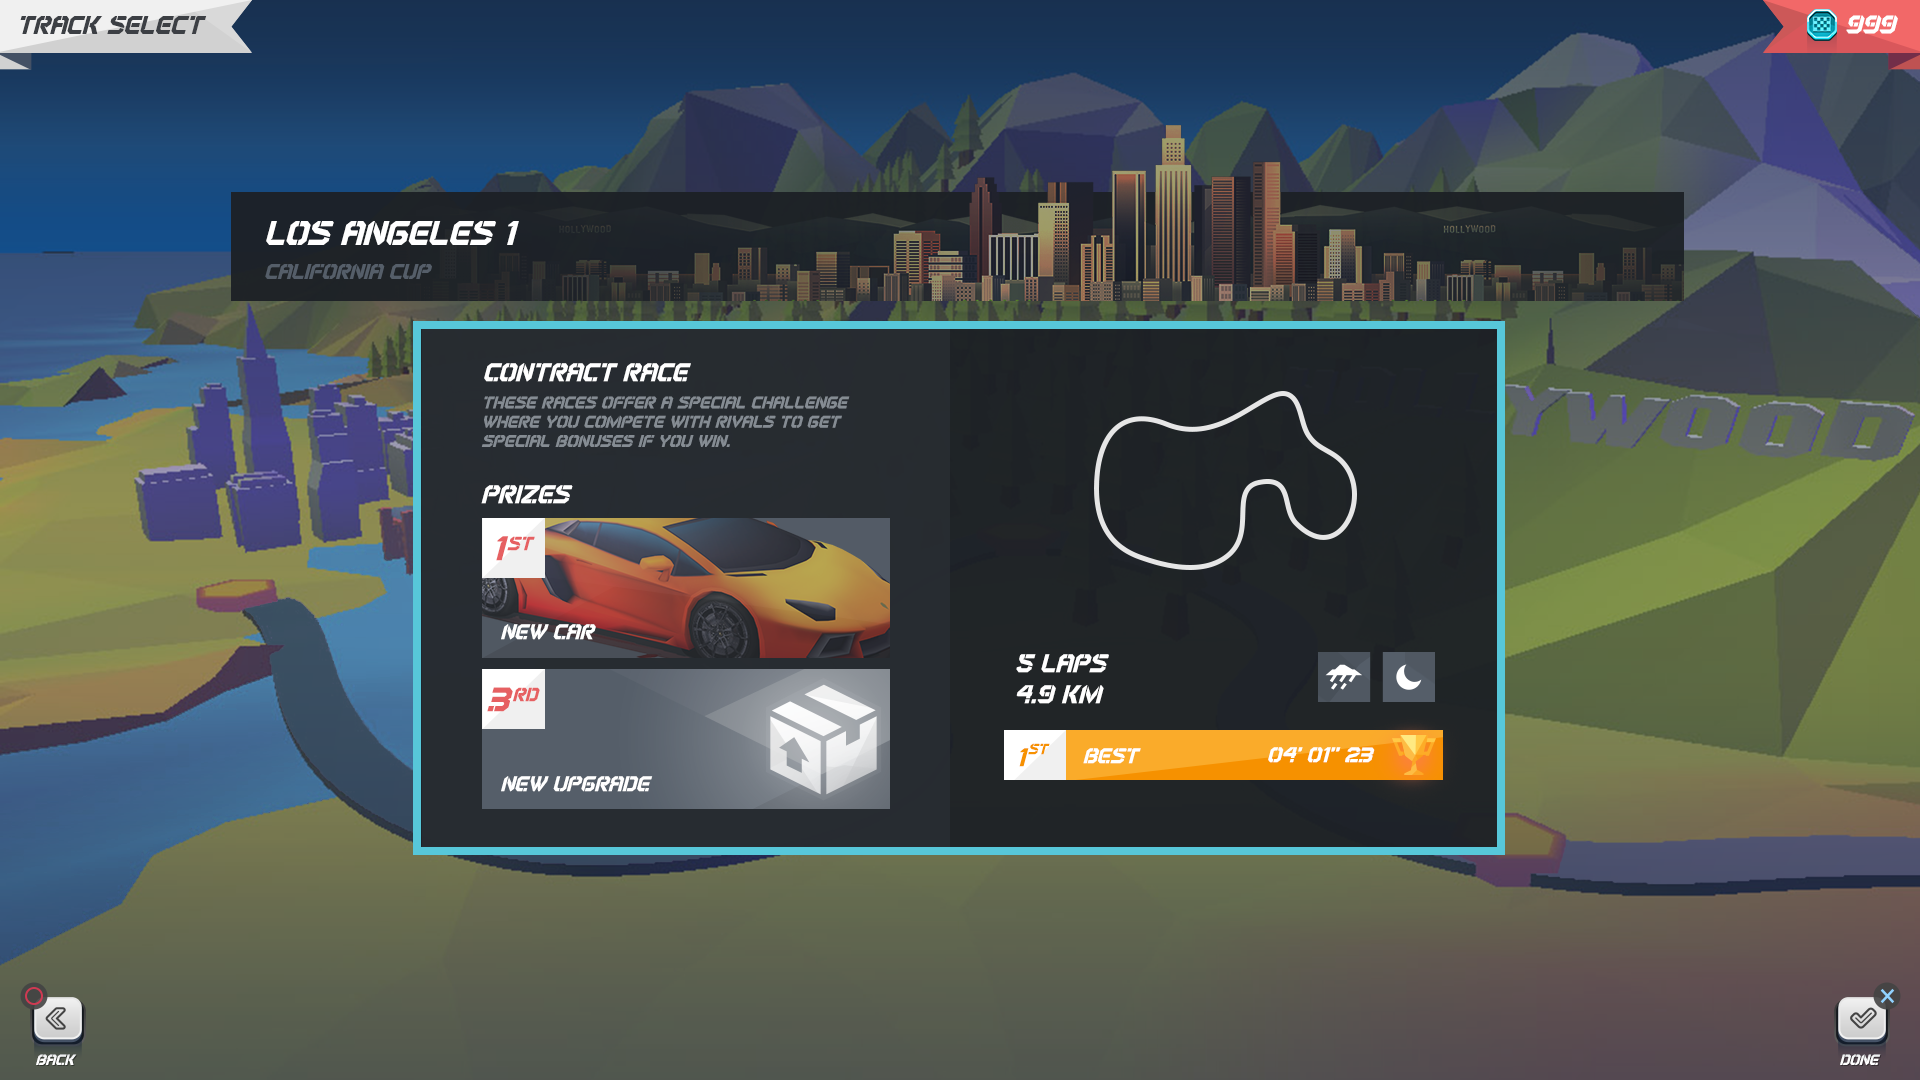 TRACK SELECT
999
LOS ANGELES 1
CALIFORNIA CUP
HOLLYWOOD
HOLLYWOOD
YWOOD
CONTRACT RACE
THESE RACES OFFER A SPECIAL CHALLENGE
WHERE YOU COMPETE WITH RIVALS TO GET
SPECIAL BONUSES IF YOU WIN.
PRIZES
1ST
NEW CAR
3RD
NEW UPGRADE
5 LAPS
4.9 KM
1ST BEST 04' 01" 23
BACK
DONE